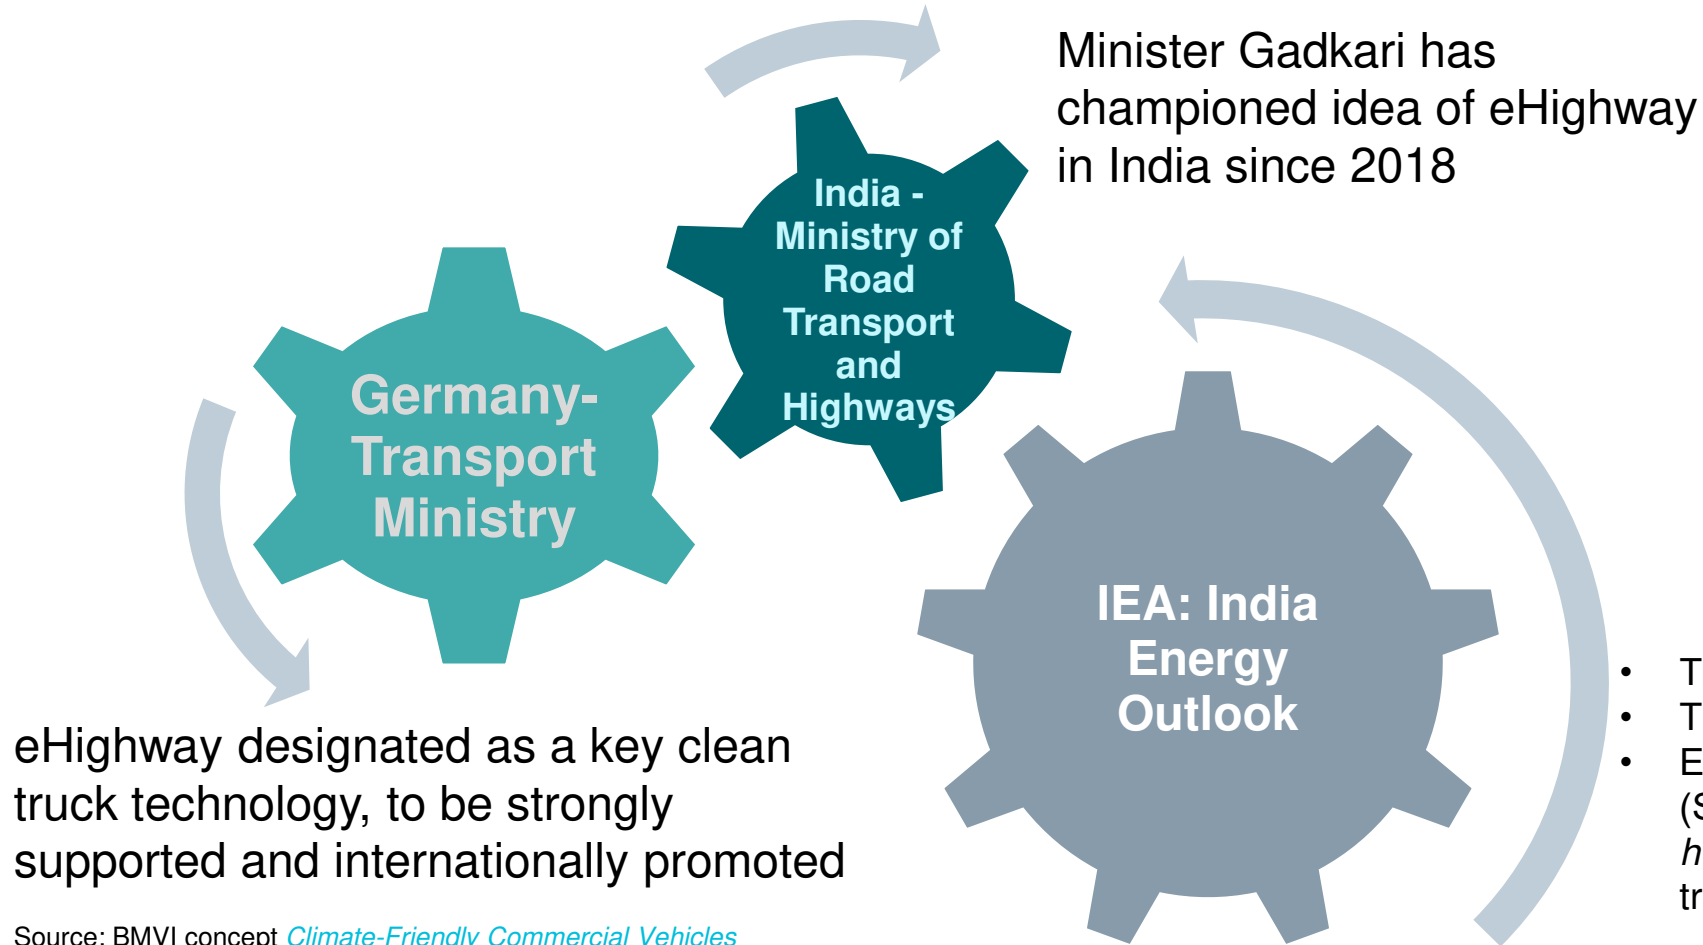 Minister Gadkari has
championed idea of eHighway
in India since 2018
India -
Ministry of
Road
Transport
and
Highways
Germany-
Transport
Ministry
IEA: India
Energy
Outlook
eHighway designated as a key clean
truck technology, to be strongly
supported and internationally promoted
Source: BMVI concept Climate-Friendly Commercial Vehicles